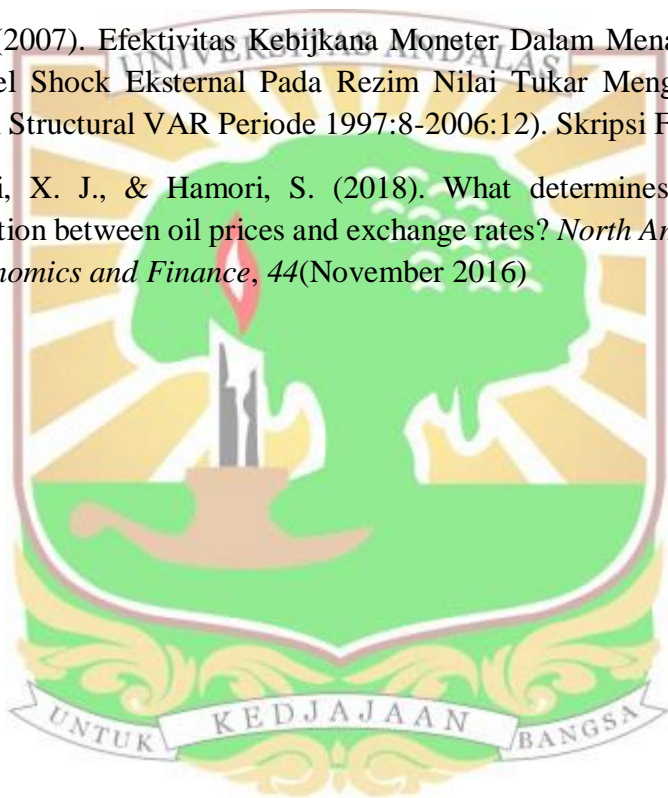 (2007). Efektivitas Kebijkana Moneter Dalam Mena
UNIVERSITAS ANDALAS
el Shock Eksternal Pada Rezim Nilai Tukar Meng
Structural VAR Periode 1997:8-2006:12). Skripsi F
i, X. J., & Hamori, S. (2018). What determines
tion between oil prices and exchange rates? North An
nomics and Finance, 44(November 2016)
UNTUK KEDJAJAAN BANGSA